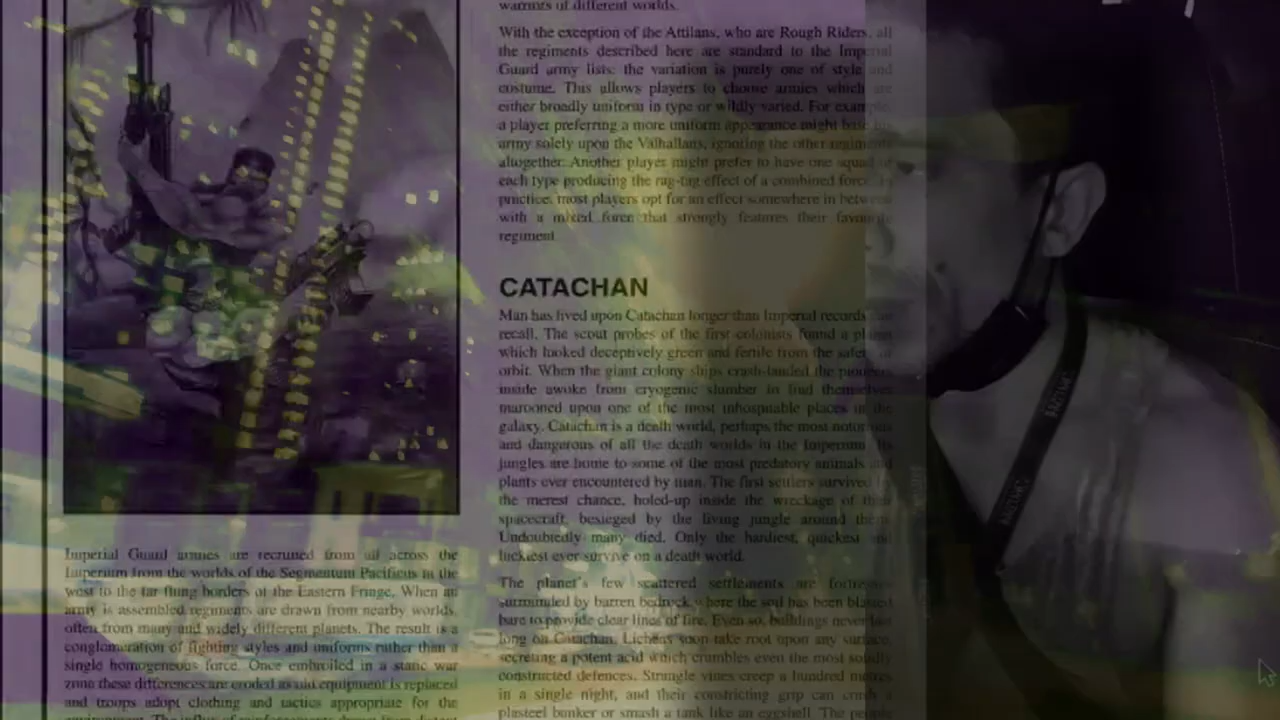 Imperial Guard armies are recruited from all across the
Imperium from the worlds of the Segmentum Pacificus in the
west to the far flung borders of the Eastern Fringe. When an
army is assembled regiments are drawn from nearby worlds,
often from many and widely different planets. The result is a
conglomeration of fighting styles and uniforms rather than a
single homogeneous force. Once embroiled in a static war
zone these differences are eroded as old equipment is replaced
and troops adopt clothing and tactics appropriate for the
warriors of different worlds.
With the exception of the Attilans, who are Rough Riders, all
the regiments described here are standard to the Imperial
Guard army lists: the variation is purely one of style and
costume. This allows players to choose armies which are
either broadly uniform in type or wildly varied. For example,
a player preferring a more uniform appearance might base his
army solely upon the Valhallans, ignoring the other regiments
altogether. Another player might prefer to have one squad of
each type producing the rag-tag effect of a combined force. In
practice, most players opt for an effect somewhere in between
with a mixed force that strongly features their favourite
regiment.
CATACHAN
Man has lived upon Catachan longer than Imperial records can
recall. The scout probes of the first colonists found a planet
which looked deceptively green and fertile from the safety of
orbit. When the giant colony ships crash-landed the pioneers
inside awoke from cryogenic slumber to find themselves
marooned upon one of the most inhospitable places in the
galaxy. Catachan is a death world, perhaps the most notorious
and dangerous of all the death worlds in the Imperium. Its
jungles are home to some of the most predatory animals and
plants ever encountered by man. The first settlers survived by
the merest chance, holed-up inside the wreckage of their
spacecraft, besieged by the living jungle around them.
Undoubtedly many died. Only the hardiest, quickest and
luckiest ever survive on a death world.
The planet's few scattered settlements are fortresses
surrounded by barren bedrock where the soil has been blasted
bare to provide clear lines of fire. Even so, buildings never last
long on Catachan. Lichens soon take root upon any surface,
secreting a potent acid which crumbles even the most solidly
constructed defences. Strangle vines creep a hundred metres
in a single night, and their constricting grip can crush a
plasteel bunker or smash a tank like an eggshell. The people